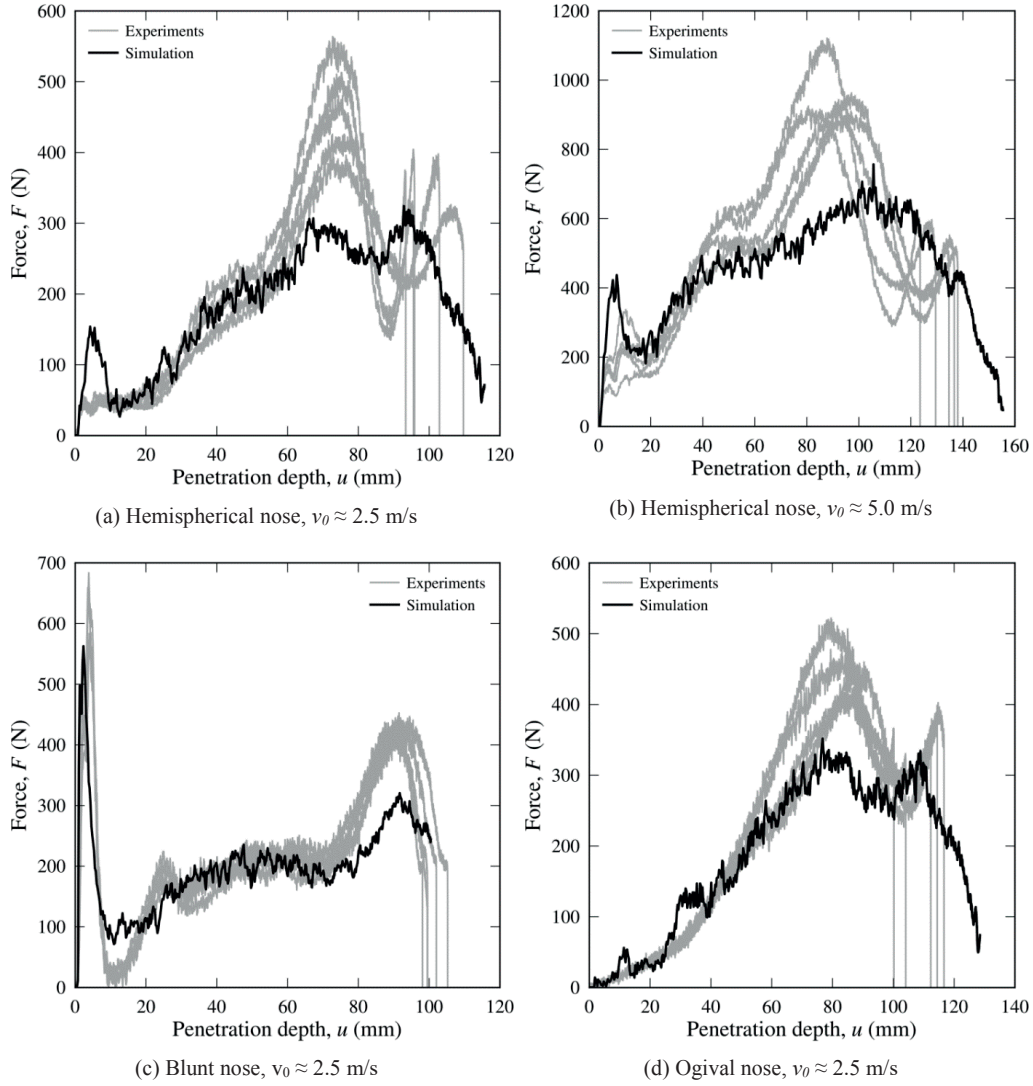 600
500
400
300
200
100
0
Force, F (N)
Experiments
Simulation
0 20 40 60 80 100 120
Penetration depth, u (mm)
(a) Hemispherical nose, v0 ≈ 2.5 m/s
1200
1000
800
600
400
200
0
Force, F (N)
Experiments
Simulation
0 20 40 60 80 100 120 140 160
Penetration depth, u (mm)
(b) Hemispherical nose, v0 ≈ 5.0 m/s
700
600
500
400
300
200
100
0
Force, F (N)
Experiments
Simulation
0 20 40 60 80 100 120
Penetration depth, u (mm)
(c) Blunt nose, v0 ≈ 2.5 m/s
600
500
400
300
200
100
0
Force, F (N)
Experiments
Simulation
0 20 40 60 80 100 120 140
Penetration depth, u (mm)
(d) Ogival nose, v0 ≈ 2.5 m/s